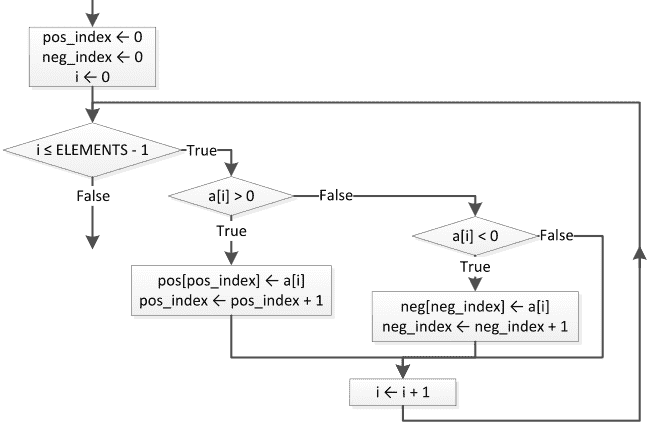 pos_index ← 0
neg_index ← 0
i ← 0
i ≤ ELEMENTS - 1
True
False
a[i] > 0
False
True
a[i] < 0
False
True
pos[pos_index] ← a[i]
pos_index ← pos_index + 1
neg[neg_index] ← a[i]
neg_index ← neg_index + 1
i ← i + 1